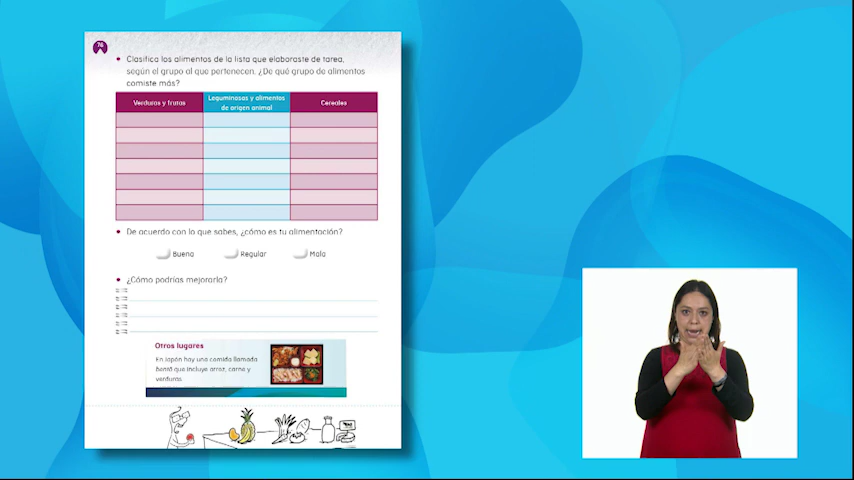 76
Clasifica los alimentos de la lista que elaboraste de tarea,
según el grupo al que pertenecen. ¿De qué grupo de alimentos
comiste más?
Verduras y frutas
Leguminosas y alimentos
de origen animal
Cereales
De acuerdo con lo que sabes, ¿cómo es tu alimentación?
Buena
Regular
Mala
¿Cómo podrías mejorarla?
Otros lugares
En Japón hay una comida llamada
bentō que incluye arroz, carne y
verduras.